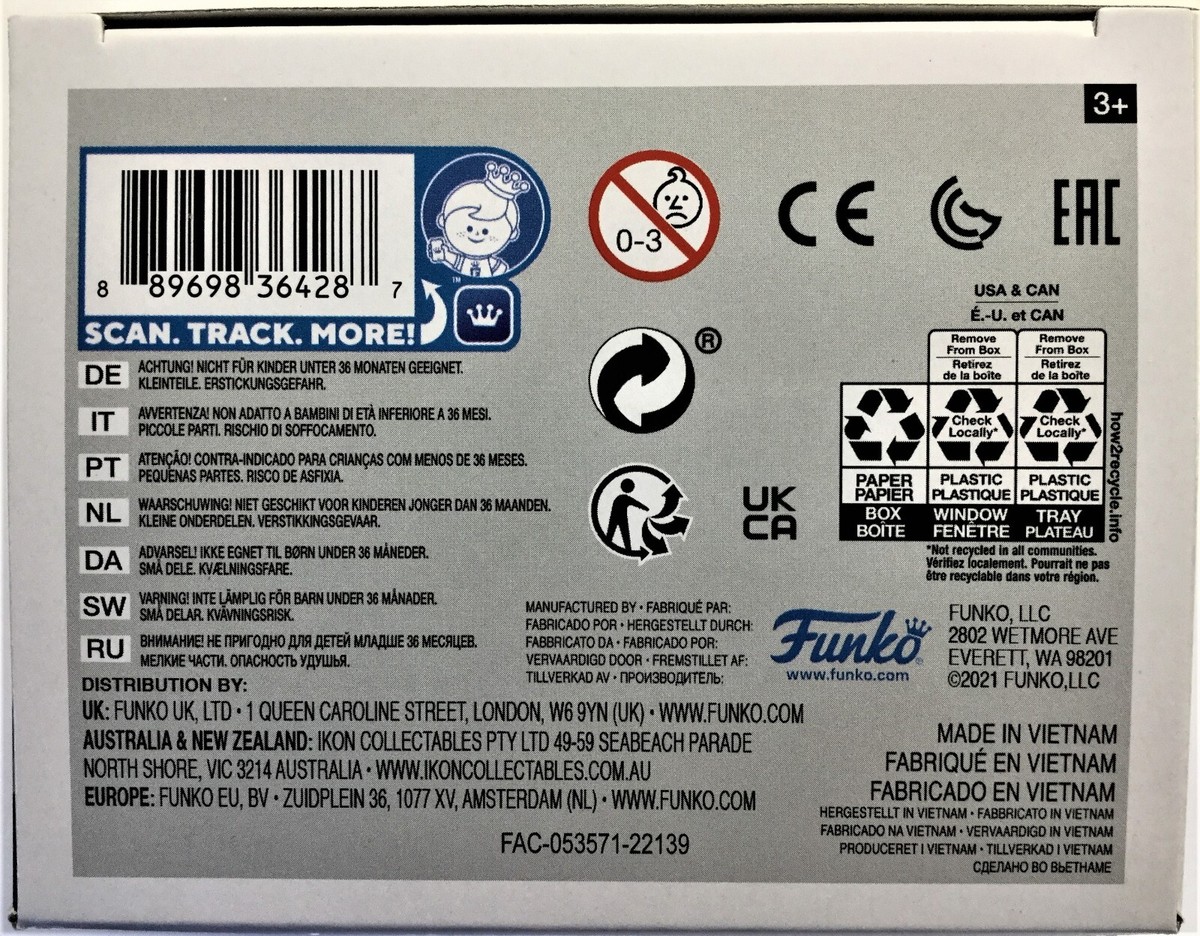 3+
8 89698 36428 7
™
SCAN. TRACK. MORE!
0-3
CE
EAC
®
UK
CA
USA & CAN
É.-U. et CAN
Remove
From Box
Retirez
de la boîte
Remove
From Box
Retirez
de la boîte
Check
Locally*
Check
Locally*
PAPER
PAPIER
PLASTIC
PLASTIQUE
PLASTIC
PLASTIQUE
BOX
BOÎTE
WINDOW
FENÊTRE
TRAY
PLATEAU
how2recycle.info
*Not recycled in all communities.
Vérifiez localement. Pourrait ne pas
être recyclable dans votre région.
DE ACHTUNG! NICHT FÜR KINDER UNTER 36 MONATEN GEEIGNET.
KLEINTEILE. ERSTICKUNGSGEFAHR.
IT AVVERTENZA! NON ADATTO A BAMBINI DI ETÀ INFERIORE A 36 MESI.
PICCOLE PARTI. RISCHIO DI SOFFOCAMENTO.
PT ATENÇÃO! CONTRA-INDICADO PARA CRIANÇAS COM MENOS DE 36 MESES.
PEQUENAS PARTES. RISCO DE ASFIXIA.
NL WAARSCHUWING! NIET GESCHIKT VOOR KINDEREN JONGER DAN 36 MAANDEN.
KLEINE ONDERDELEN. VERSTIKKINGSGEVAAR.
DA ADVARSEL! IKKE EGNET TIL BØRN UNDER 36 MÅNEDER.
SMÅ DELE. KVÆLNINGSFARE.
SW VARNING! INTE LÄMPLIG FÖR BARN UNDER 36 MÅNADER.
SMÅ DELAR. KVÄVNINGSRISK.
RU ВНИМАНИЕ! НЕ ПРИГОДНО ДЛЯ ДЕТЕЙ МЛАДШЕ 36 МЕСЯЦЕВ.
МЕЛКИЕ ЧАСТИ. ОПАСНОСТЬ УДУШЬЯ.
MANUFACTURED BY • FABRIQUÉ PAR:
FABRICADO POR • HERGESTELLT DURCH:
FABBRICATO DA • FABRICADO POR:
VERVAARDIGD DOOR • FREMSTILLET AF:
TILLVERKAD AV • ПРОИЗВОДИТЕЛЬ:
Funko®
www.funko.com
FUNKO, LLC
2802 WETMORE AVE
EVERETT, WA 98201
©2021 FUNKO,LLC
DISTRIBUTION BY:
UK: FUNKO UK, LTD • 1 QUEEN CAROLINE STREET, LONDON, W6 9YN (UK) • WWW.FUNKO.COM
AUSTRALIA & NEW ZEALAND: IKON COLLECTABLES PTY LTD 49-59 SEABEACH PARADE
NORTH SHORE, VIC 3214 AUSTRALIA • WWW.IKONCOLLECTABLES.COM.AU
EUROPE: FUNKO EU, BV • ZUIDPLEIN 36, 1077 XV, AMSTERDAM (NL) • WWW.FUNKO.COM
FAC-053571-22139
MADE IN VIETNAM
FABRIQUÉ EN VIETNAM
FABRICADO EN VIETNAM
HERGESTELLT IN VIETNAM • FABBRICATO IN VIETNAM
FABRICADO NA VIETNAM • VERVAARDIGD IN VIETNAM
PRODUCERET I VIETNAM • TILLVERKAD I VIETNAM
СДЕЛАНО ВО ВЬЕТНАМЕ